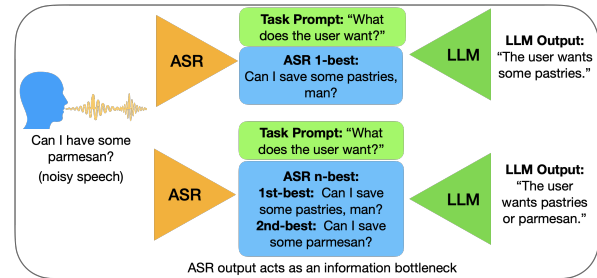 Can I have some
parmesan?
(noisy speech)
ASR
Task Prompt: “What
does the user want?”
ASR 1-best:
Can I save some pastries,
man?
LLM
LLM Output:
“The user wants
some pastries.”
ASR
Task Prompt: “What
does the user want?”
ASR n-best:
1st-best: Can I save
some pastries, man?
2nd-best: Can I save
some parmesan?
LLM
LLM Output:
“The user
wants pastries
or parmesan.”
ASR output acts as an information bottleneck